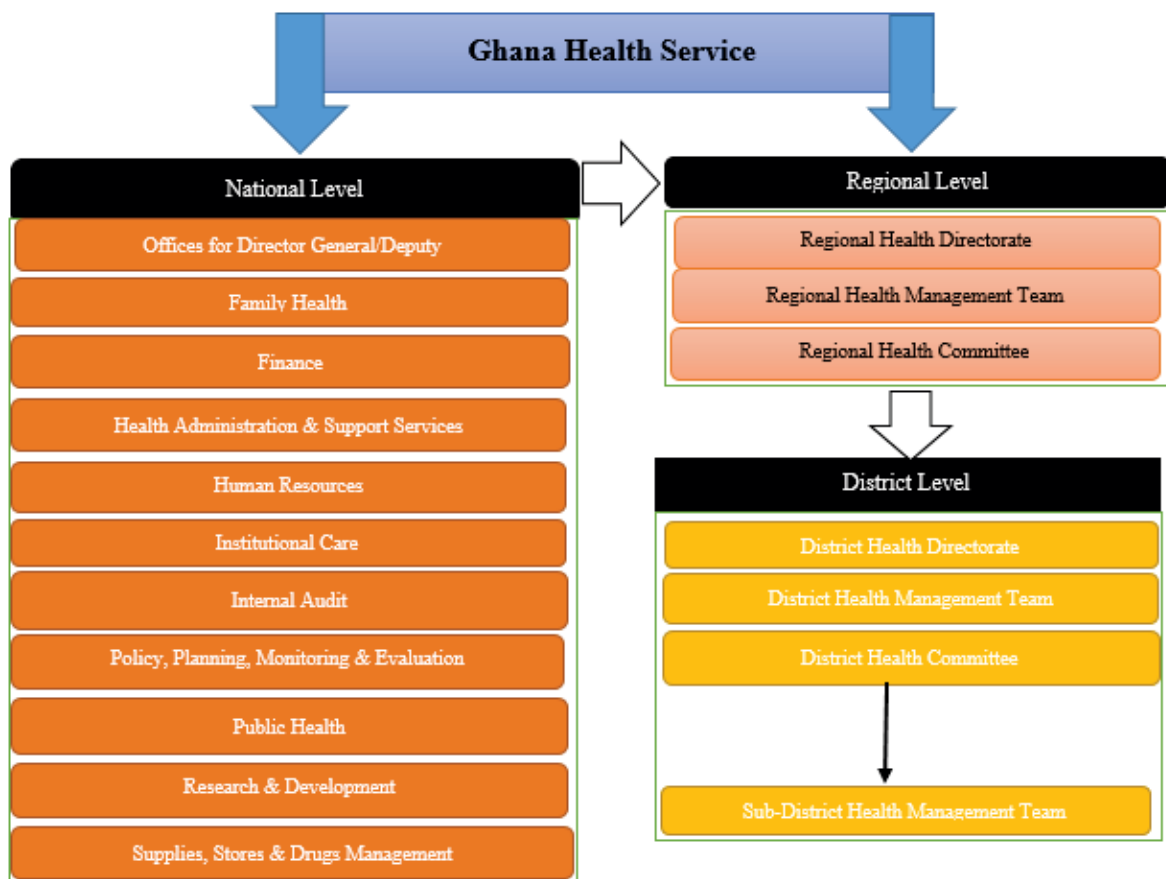 Ghana Health Service
National Level
Offices for Director General/Deputy
Family Health
Finance
Health Administration & Support Services
Human Resources
Institutional Care
Internal Audit
Policy, Planning, Monitoring & Evaluation
Public Health
Research & Development
Supplies, Stores & Drugs Management
Regional Level
Regional Health Directorate
Regional Health Management Team
Regional Health Committee
District Level
District Health Directorate
District Health Management Team
District Health Committee
Sub-District Health Management Team